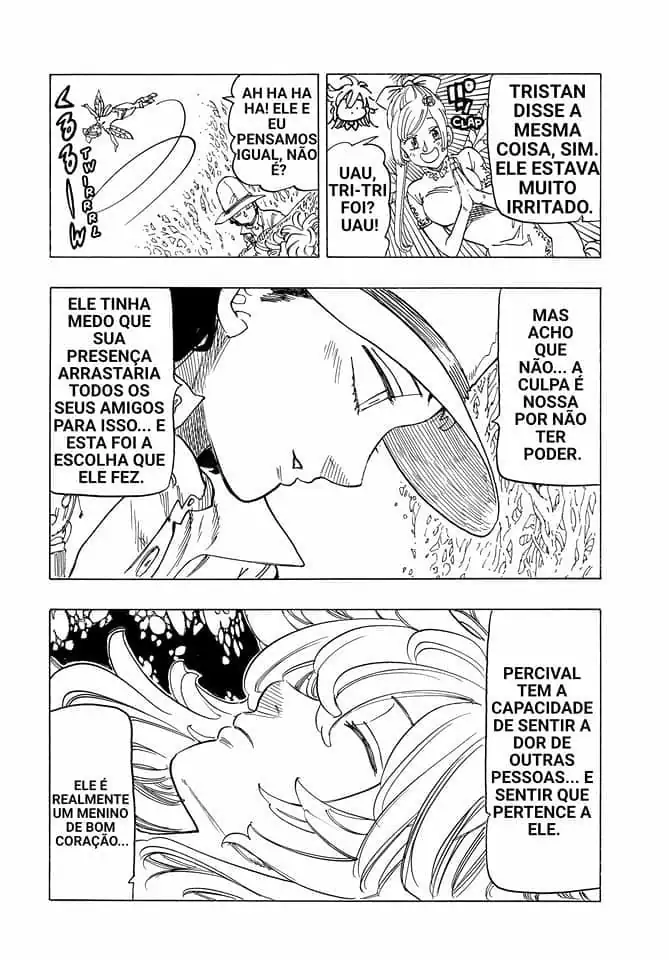 TRISTAN
DISSE A
MESMA
COISA, SIM.
ELE ESTAVA
MUITO
IRRITADO.
CLAP
UAU,
TRI-TRI
FOI?
UAU!
AH HA HA
HA! ELE E
EU
PENSAMOS
IGUAL, NÃO
É?
TWIRRRL
MAS
ACHO
QUE
NÃO... A
CULPA É
NOSSA
POR NÃO
TER
PODER.
ELE TINHA
MEDO QUE
SUA
PRESENÇA
ARRASTARIA
TODOS OS
SEUS AMIGOS
PARA ISSO... E
ESTA FOI A
ESCOLHA QUE
ELE FEZ.
PERCIVAL
TEM A
CAPACIDADE
DE SENTIR A
DOR DE
OUTRAS
PESSOAS... E
SENTIR QUE
PERTENCE A
ELE.
ELE É
REALMENTE
UM MENINO
DE BOM
CORAÇÃO...